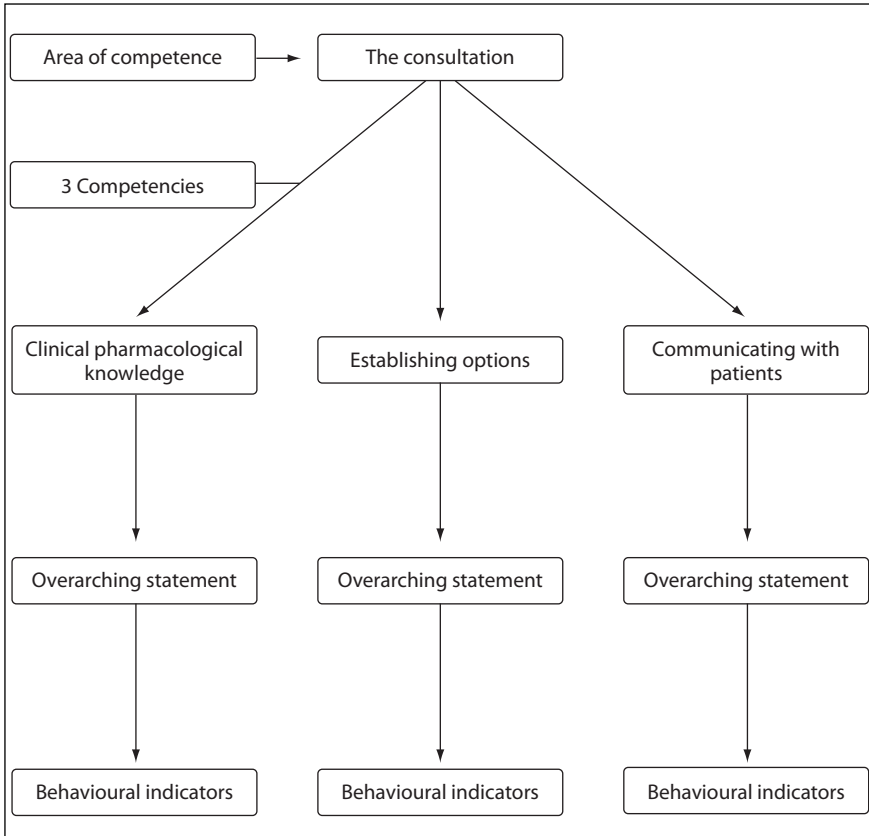 Area of competence
The consultation
3 Competencies
Clinical pharmacological
knowledge
Establishing options
Communicating with
patients
Overarching statement
Overarching statement
Overarching statement
Behavioural indicators
Behavioural indicators
Behavioural indicators